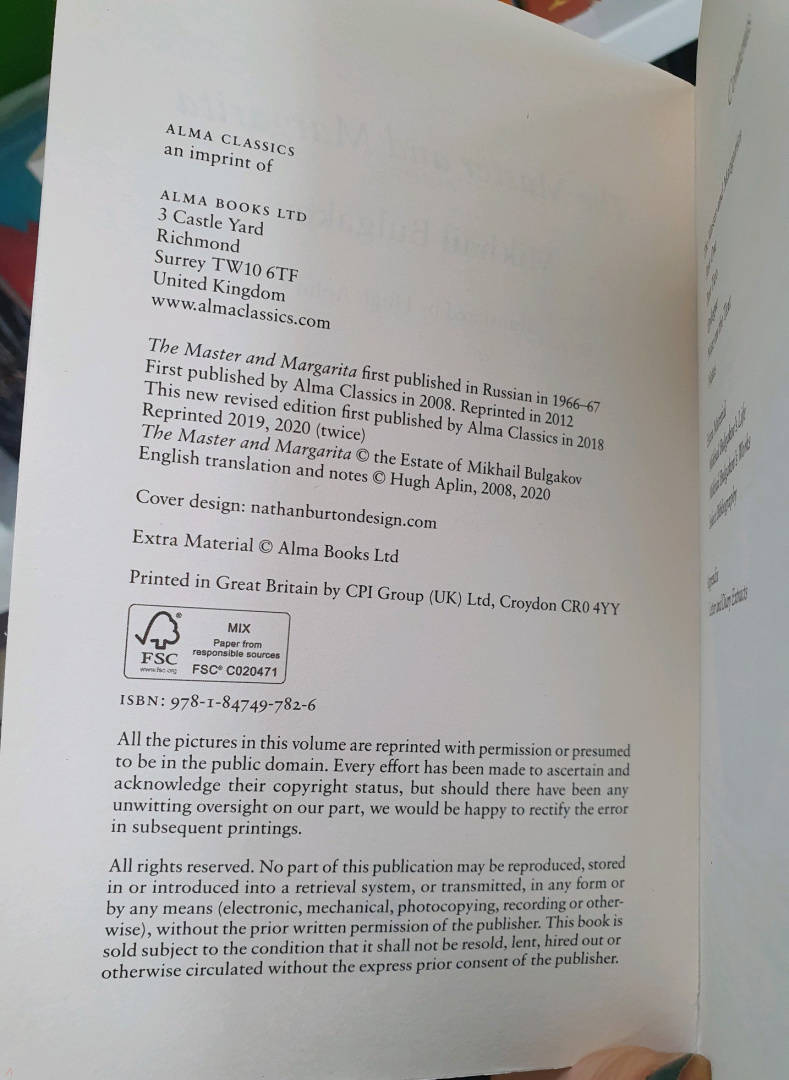 ALMA CLASSICS
an imprint of
ALMA BOOKS LTD
3 Castle Yard
Richmond
Surrey TW10 6TF
United Kingdom
www.almaclassics.com
The Master and Margarita first published in Russian in 1966–67
First published by Alma Classics in 2008. Reprinted in 2012
This new revised edition first published by Alma Classics in 2018
Reprinted 2019, 2020 (twice)
The Master and Margarita © the Estate of Mikhail Bulgakov
English translation and notes © Hugh Aplin, 2008, 2020
Cover design: nathanburtondesign.com
Extra Material © Alma Books Ltd
Printed in Great Britain by CPI Group (UK) Ltd, Croydon CR0 4YY
FSC
www.fsc.org
MIX
Paper from
responsible sources
FSC® C020471
ISBN: 978-1-84749-782-6
All the pictures in this volume are reprinted with permission or presumed
to be in the public domain. Every effort has been made to ascertain and
acknowledge their copyright status, but should there have been any
unwitting oversight on our part, we would be happy to rectify the error
in subsequent printings.
All rights reserved. No part of this publication may be reproduced, stored
in or introduced into a retrieval system, or transmitted, in any form or
by any means (electronic, mechanical, photocopying, recording or other-
wise), without the prior written permission of the publisher. This book is
sold subject to the condition that it shall not be resold, lent, hired out or
otherwise circulated without the express prior consent of the publisher.
Mikhail Bulgakov's Life
Mikhail Bulgakov's Works